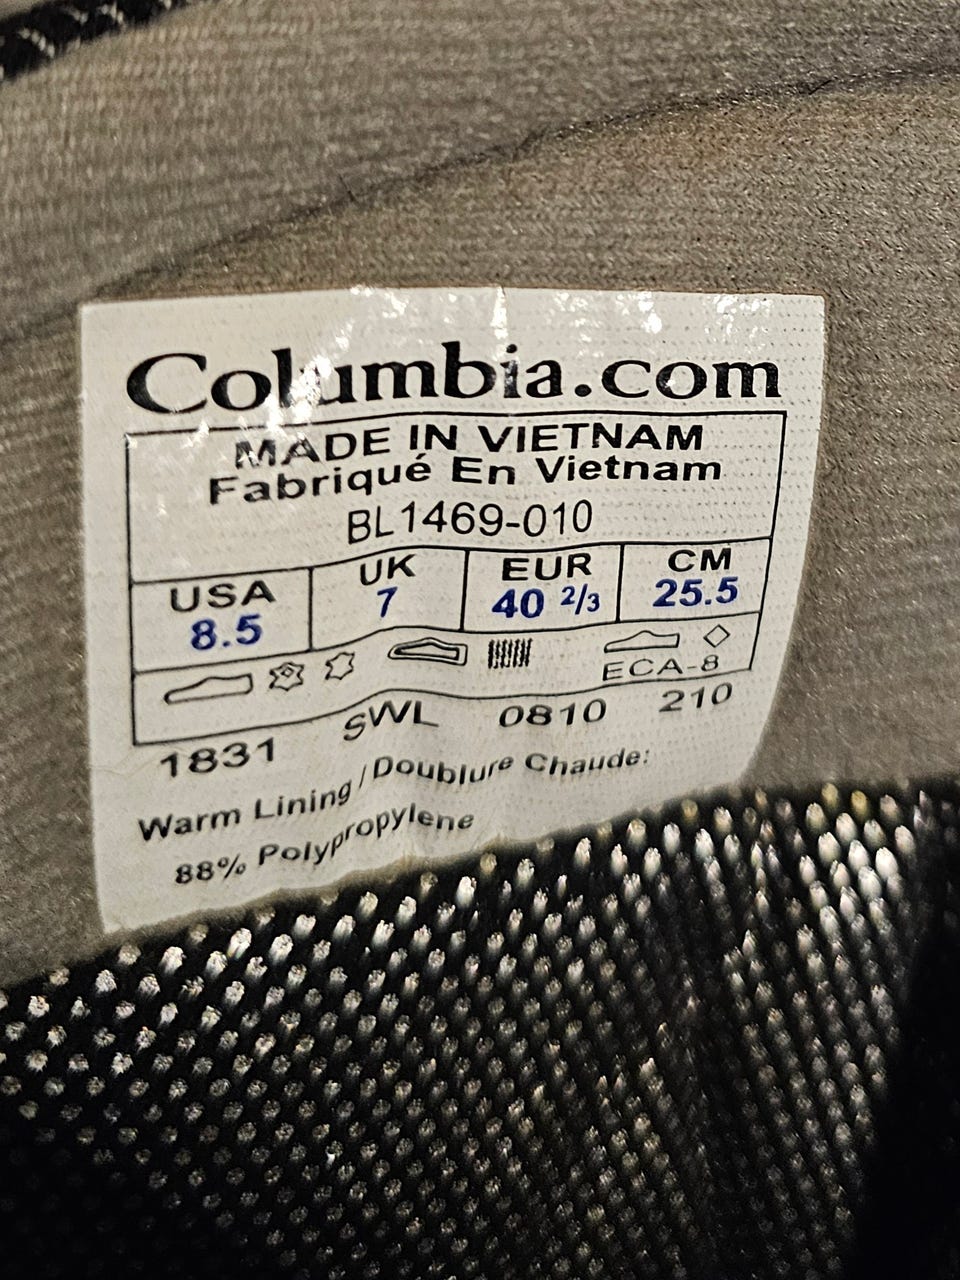 Columbia.com
MADE IN VIETNAM
Fabriqué En Vietnam
BL1469-010
USA UK EUR CM
8.5 7 40 2/3 25.5
ECA-8
1831 SWL 0810 210
Warm Lining / Doublure Chaude:
88% Polypropylene